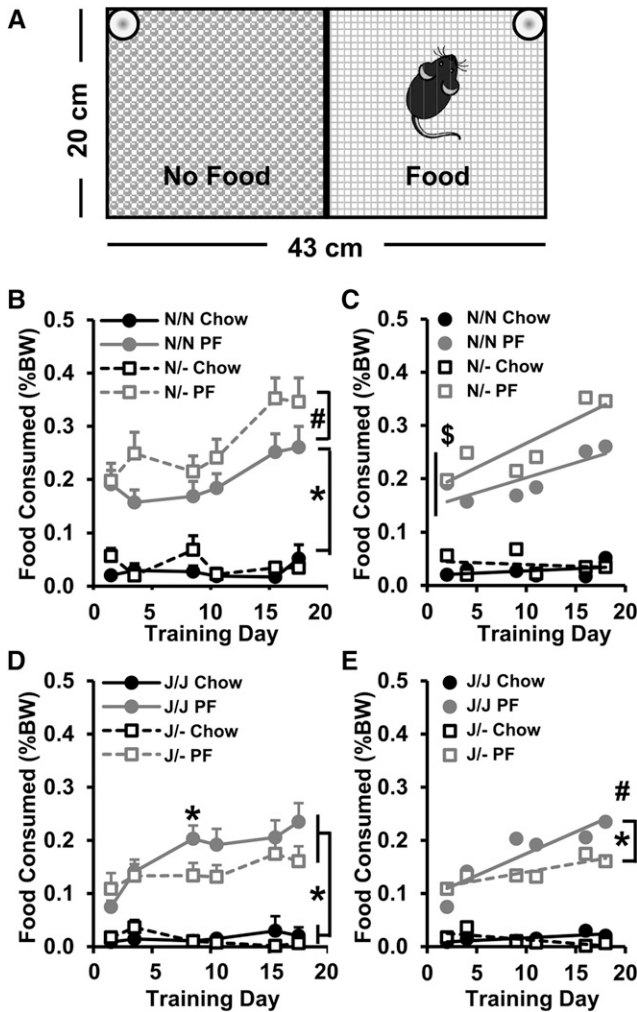 A
20 cm
No Food
Food
43 cm
B
N/N Chow
N/N PF
N/- Chow
N/- PF
Food Consumed (%BW)
0.5
0.4
0.3
0.2
0.1
0.0
#
*
0 5 10 15 20
Training Day
C
N/N Chow
N/N PF
N/- Chow
N/- PF
Food Consumed (%BW)
0.5
0.4
0.3
0.2
0.1
0.0
$
0 5 10 15 20
Training Day
D
J/J Chow
J/J PF
J/- Chow
J/- PF
Food Consumed (%BW)
0.5
0.4
0.3
0.2
0.1
0.0
*
*
0 5 10 15 20
Training Day
E
J/J Chow
J/J PF
J/- Chow
J/- PF
Food Consumed (%BW)
0.5
0.4
0.3
0.2
0.1
0.0
#
*
0 5 10 15 20
Training Day